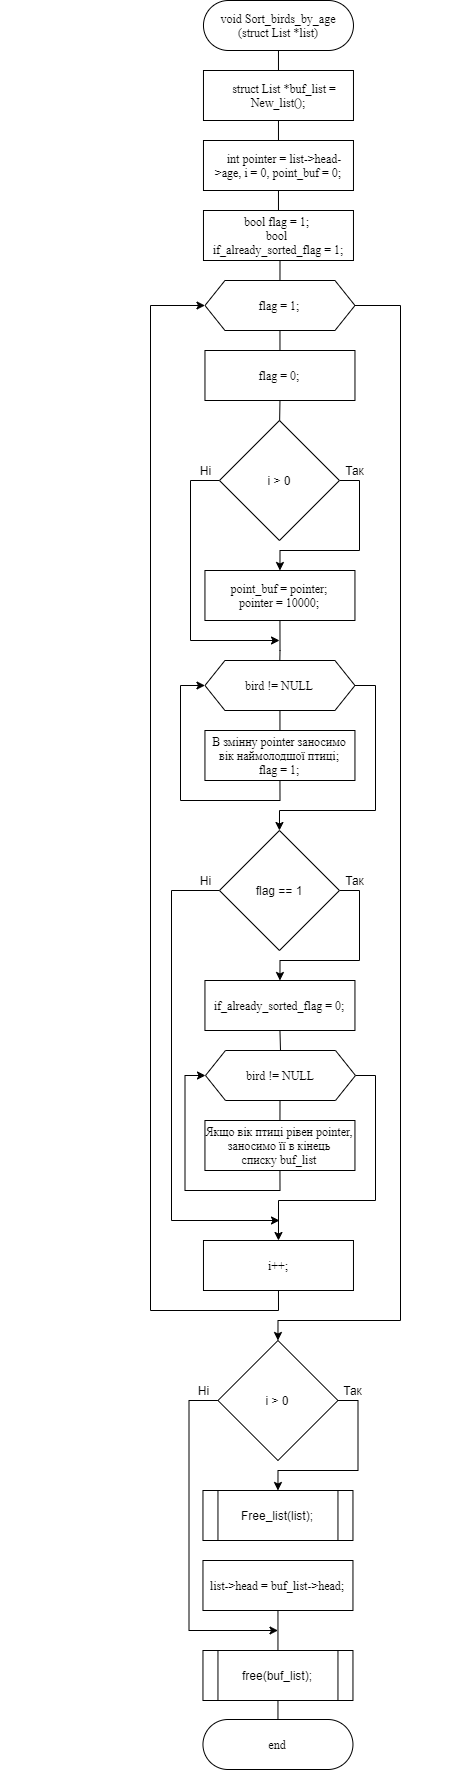 void Sort_birds_by_age
(struct List *list)
struct List *buf_list =
New_list();
int pointer = list->head-
>age, i = 0, point_buf = 0;
bool flag = 1;
bool
if_already_sorted_flag = 1;
flag = 1;
flag = 0;
Ні
Так
i > 0
point_buf = pointer;
pointer = 10000;
bird != NULL
В змінну pointer заносимо
вік наймолодшої птиці;
flag = 1;
Ні
Так
flag == 1
if_already_sorted_flag = 0;
bird != NULL
Якщо вік птиці рівен pointer,
заносимо її в кінець
списку buf_list
i++;
Ні
Так
i > 0
Free_list(list);
list->head = buf_list->head;
free(buf_list);
end